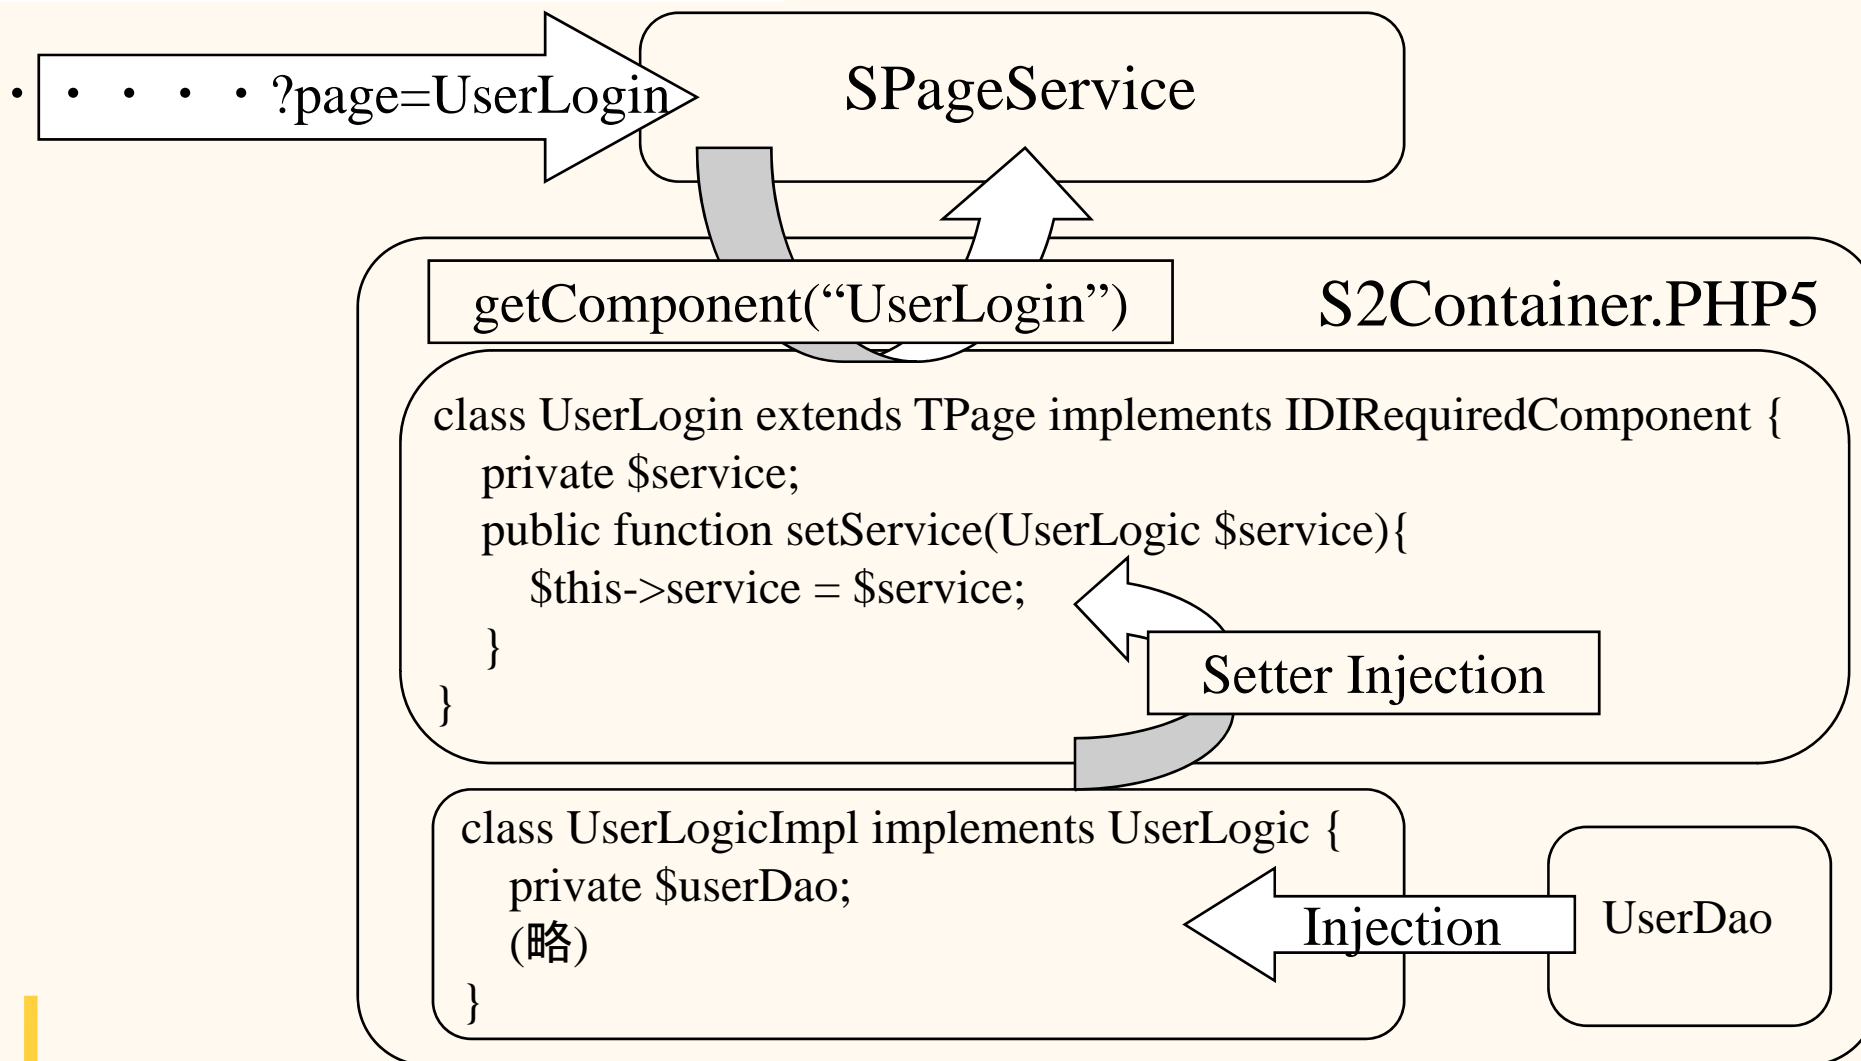 ・・・・・?page=UserLogin
SPageService
getComponent(“UserLogin”)
S2Container.PHP5
class UserLogin extends TPage implements IDIRequiredComponent {
private $service;
public function setService(UserLogic $service){
$this->service = $service;
}
}
Setter Injection
class UserLogicImpl implements UserLogic {
private $userDao;
(略)
}
Injection
UserDao